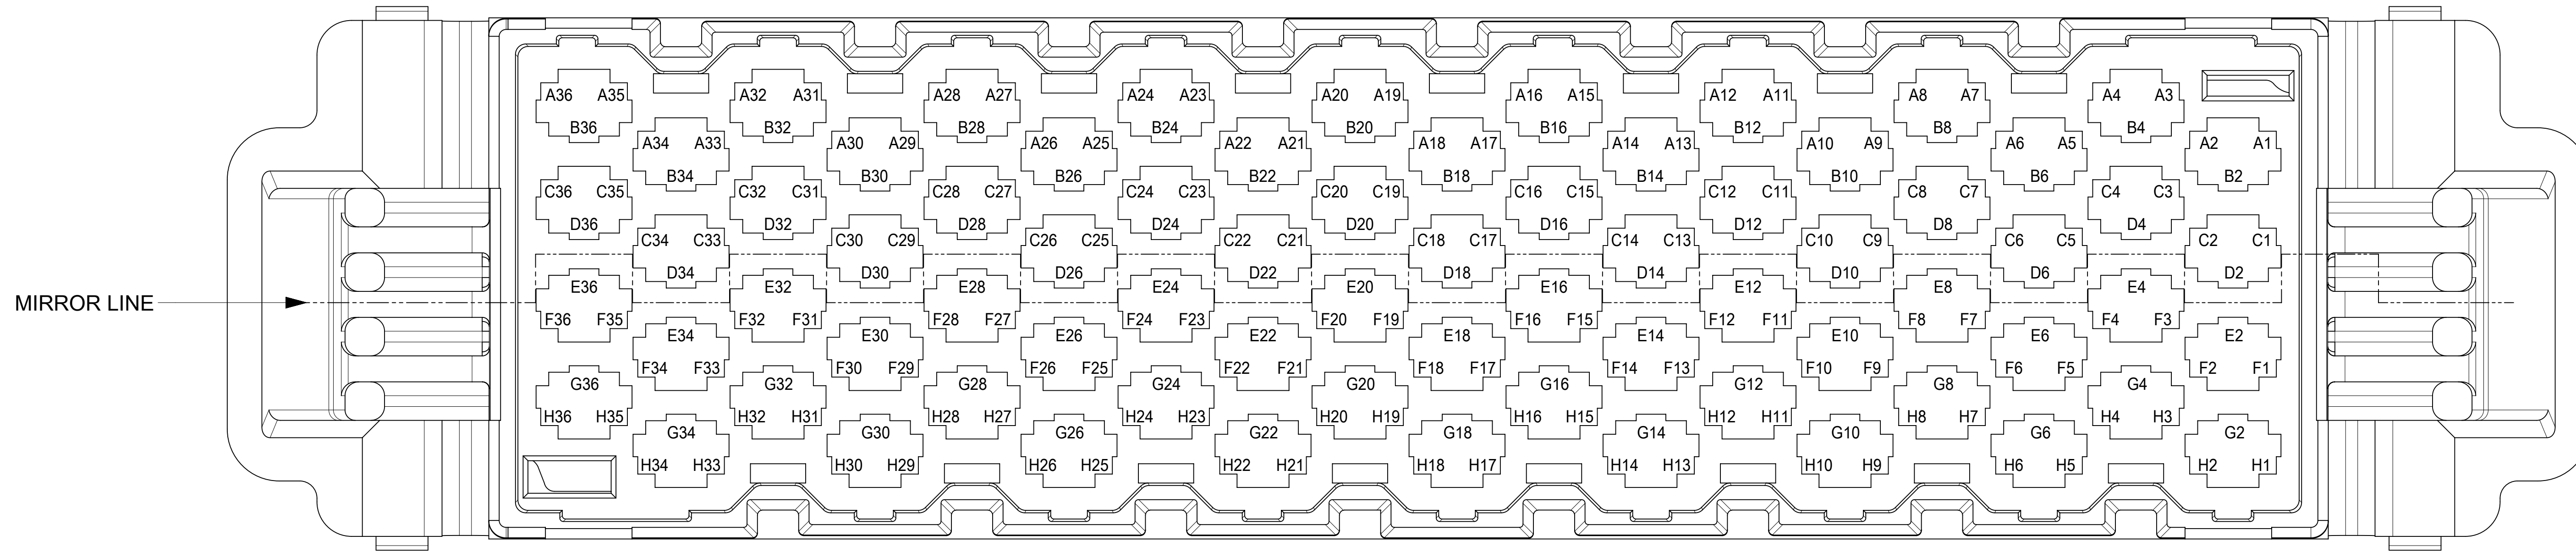 A36 A35 A32 A31 A28 A27 A24 A23 A20 A19 A16 A15 A12 A11 A8 A7 A4 A3
B36 B32 B28 B24 B20 B16 B12 B8 B4
A34 A33 A30 A29 A26 A25 A22 A21 A18 A17 A14 A13 A10 A9 A6 A5 A2 A1
B34 B30 B26 B22 B18 B14 B10 B6 B2
C36 C35 C32 C31 C28 C27 C24 C23 C20 C19 C16 C15 C12 C11 C8 C7 C4 C3
D36 D32 D28 D24 D20 D16 D12 D8 D4
C34 C33 C30 C29 C26 C25 C22 C21 C18 C17 C14 C13 C10 C9 C6 C5 C2 C1
D34 D30 D26 D22 D18 D14 D10 D6 D2
E36 E32 E28 E24 E20 E16 E12 E8 E4
MIRROR LINE
F36 F35 F32 F31 F28 F27 F24 F23 F20 F19 F16 F15 F12 F11 F8 F7 F4 F3
E34 E30 E26 E22 E18 E14 E10 E6 E2
F34 F33 F30 F29 F26 F25 F22 F21 F18 F17 F14 F13 F10 F9 F6 F5 F2 F1
G36 G32 G28 G24 G20 G16 G12 G8 G4
H36 H35 H32 H31 H28 H27 H24 H23 H20 H19 H16 H15 H12 H11 H8 H7 H4 H3
G34 G30 G26 G22 G18 G14 G10 G6 G2
H34 H33 H30 H29 H26 H25 H22 H21 H18 H17 H14 H13 H10 H9 H6 H5 H2 H1